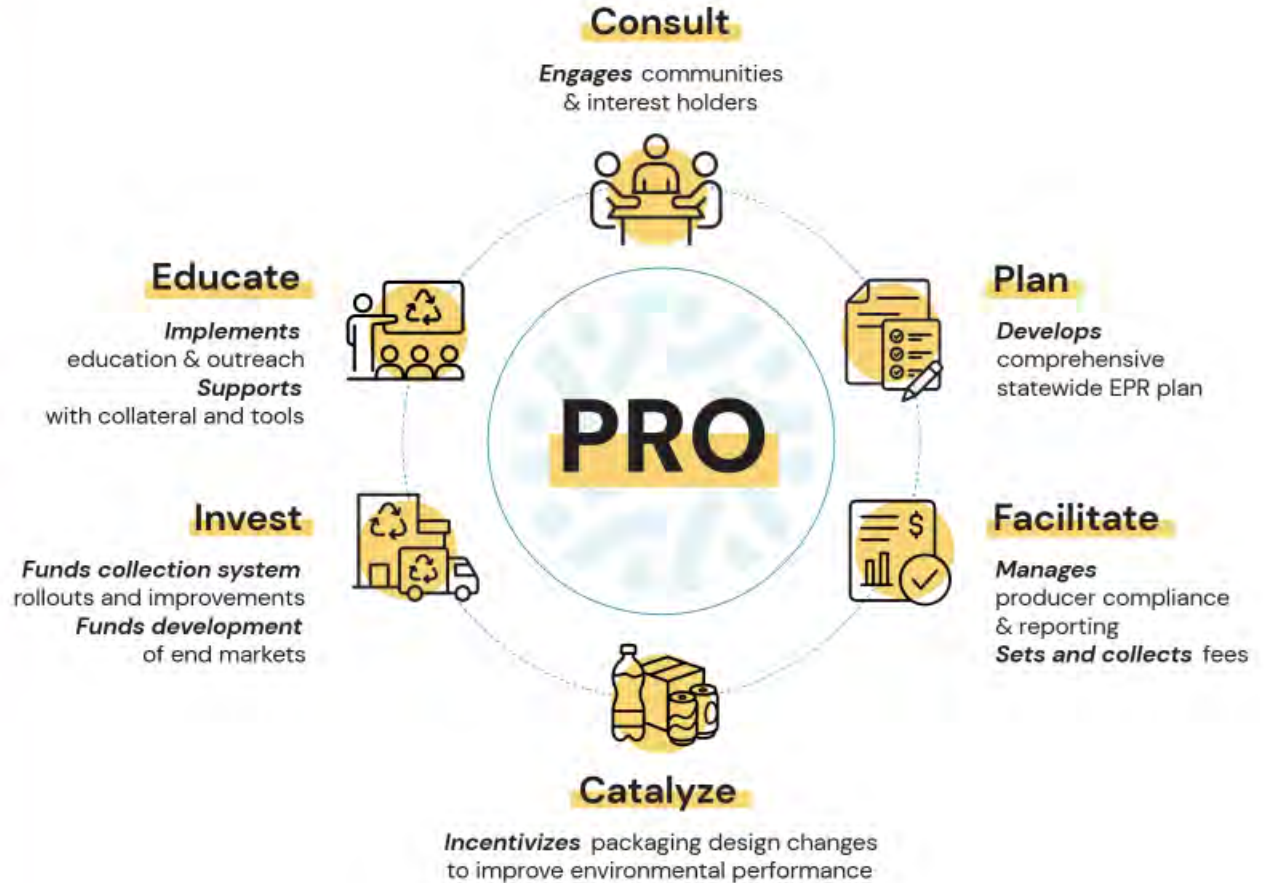 Consult
Engages communities
& interest holders
Educate
Implements
education & outreach
Supports
with collateral and tools
Plan
Develops
comprehensive
statewide EPR plan
PRO
Invest
Funds collection system
rollouts and improvements
Funds development
of end markets
$
Facilitate
Manages
producer compliance
& reporting
Sets and collects fees
Catalyze
Incentivizes packaging design changes
to improve environmental performance